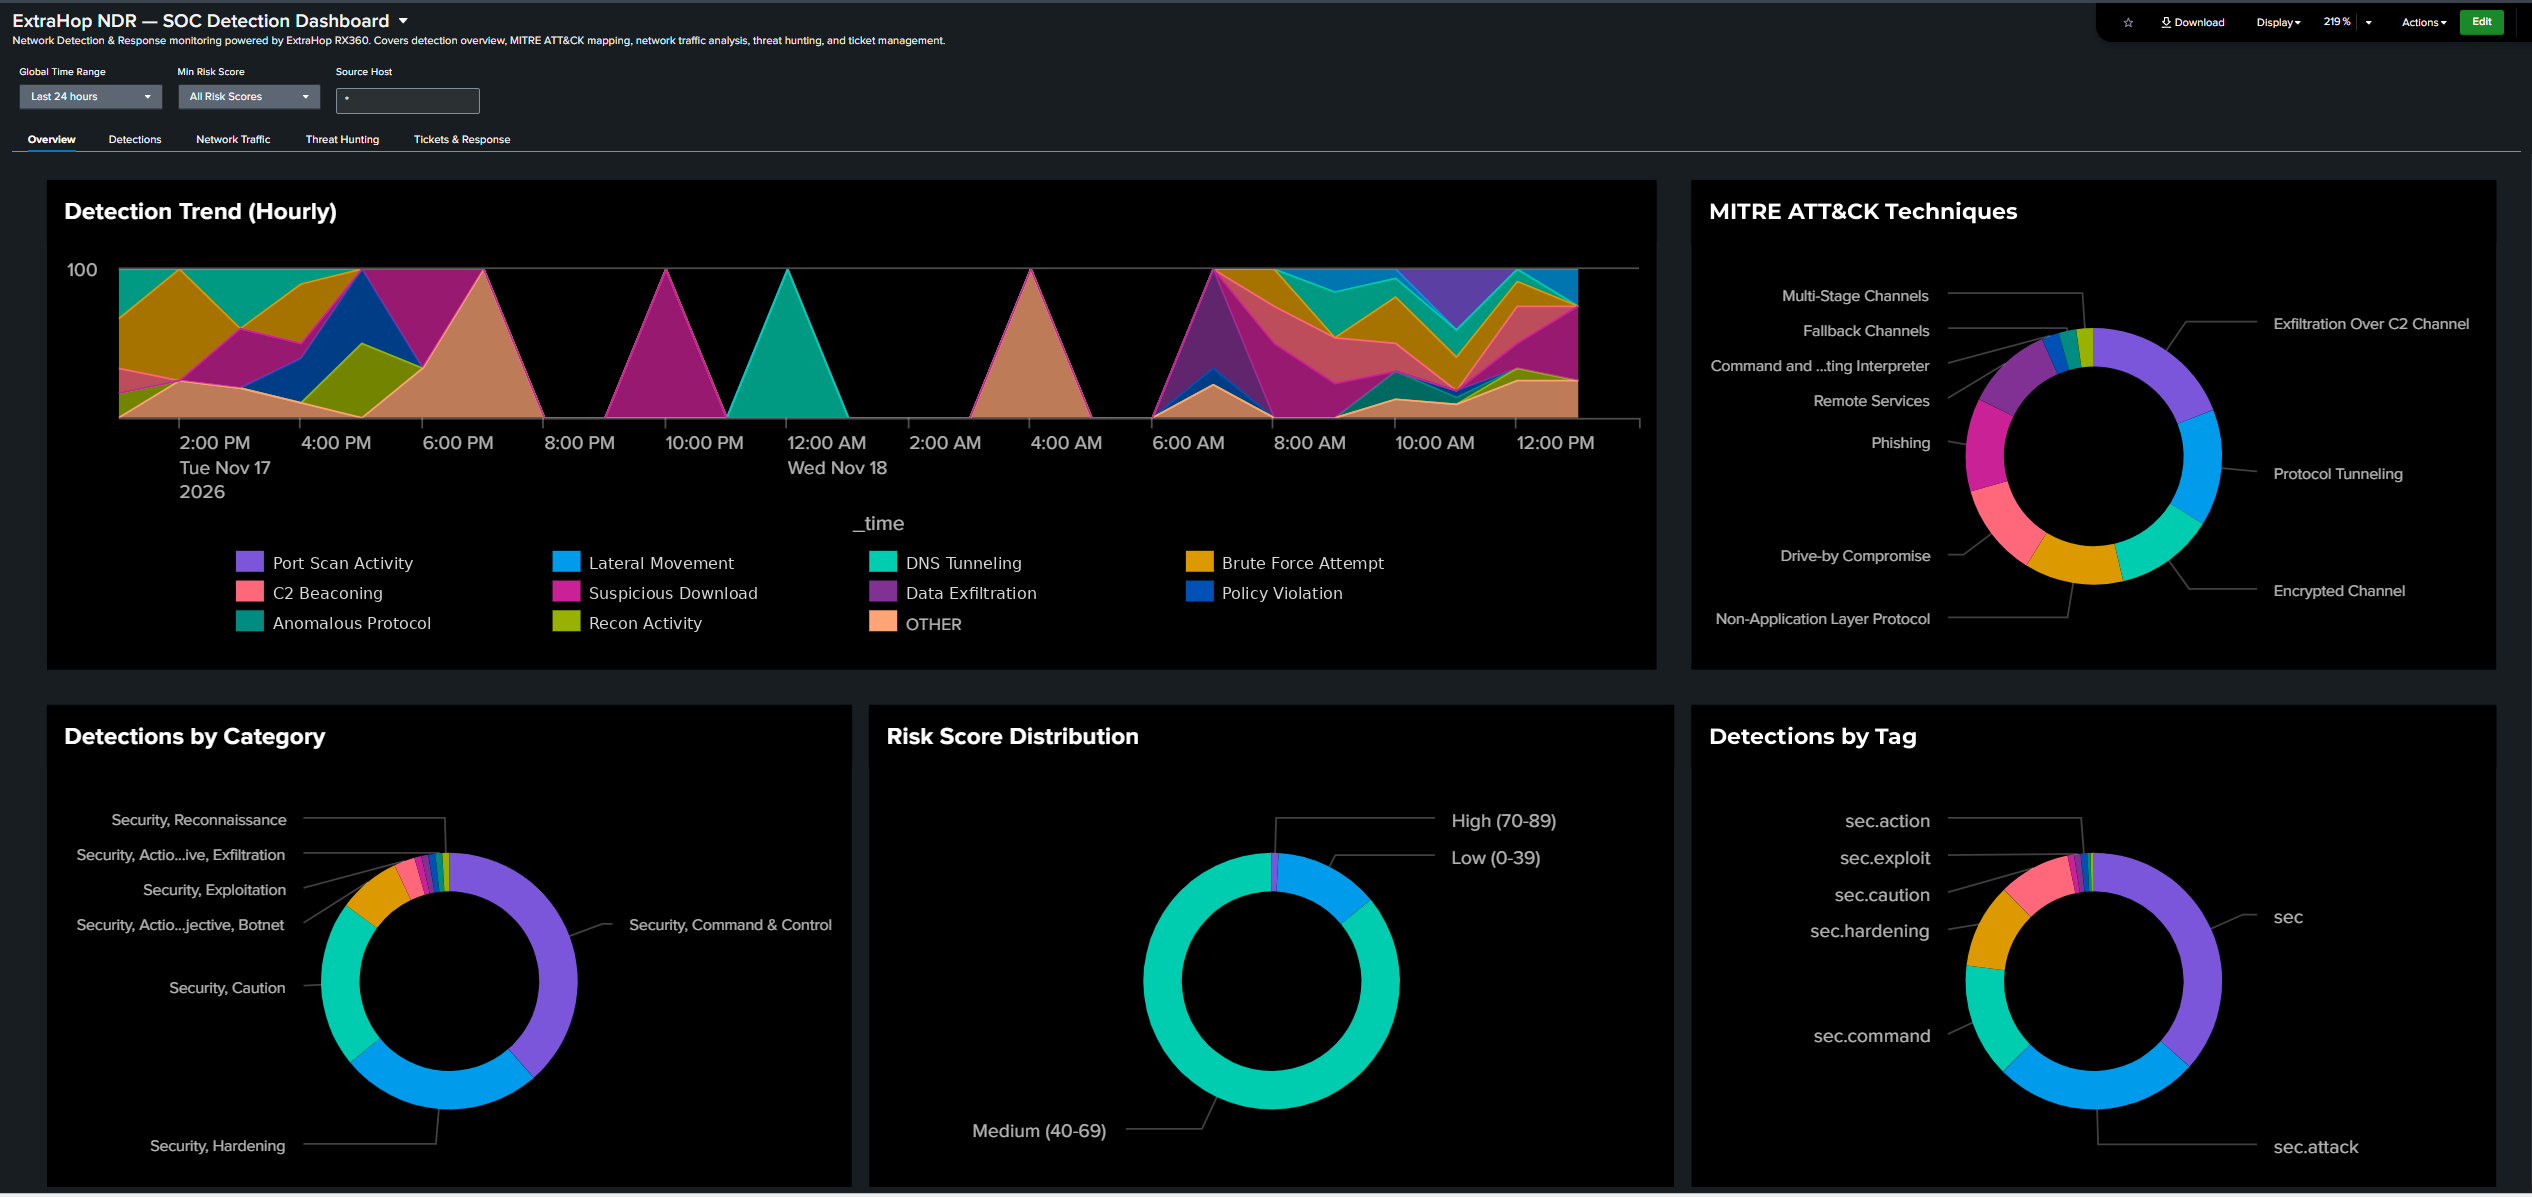 ExtraHop NDR — SOC Detection Dashboard
Network Detection & Response monitoring powered by ExtraHop RX360. Covers detection overview, MITRE ATT&CK mapping, network traffic analysis, threat hunting, and ticket management.
Download
Display
219 %
Actions
Edit
Global Time Range
Min Risk Score
Source Host
Last 24 hours
All Risk Scores
*
Overview
Detections
Network Traffic
Threat Hunting
Tickets & Response
Detection Trend (Hourly)
100
2:00 PM
4:00 PM
6:00 PM
8:00 PM
10:00 PM
12:00 AM
2:00 AM
4:00 AM
6:00 AM
8:00 AM
10:00 AM
12:00 PM
Tue Nov 17
Wed Nov 18
2026
_time
Port Scan Activity
Lateral Movement
DNS Tunneling
Brute Force Attempt
C2 Beaconing
Suspicious Download
Data Exfiltration
Policy Violation
Anomalous Protocol
Recon Activity
OTHER
MITRE ATT&CK Techniques
Multi-Stage Channels
Fallback Channels
Command and ...ting Interpreter
Remote Services
Phishing
Drive-by Compromise
Non-Application Layer Protocol
Exfiltration Over C2 Channel
Protocol Tunneling
Encrypted Channel
Detections by Category
Security, Reconnaissance
Security, Actio...ive, Exfiltration
Security, Exploitation
Security, Actio...jective, Botnet
Security, Caution
Security, Hardening
Security, Command & Control
Risk Score Distribution
High (70-89)
Low (0-39)
Medium (40-69)
Detections by Tag
sec.action
sec.exploit
sec.caution
sec.hardening
sec.command
sec
sec.attack